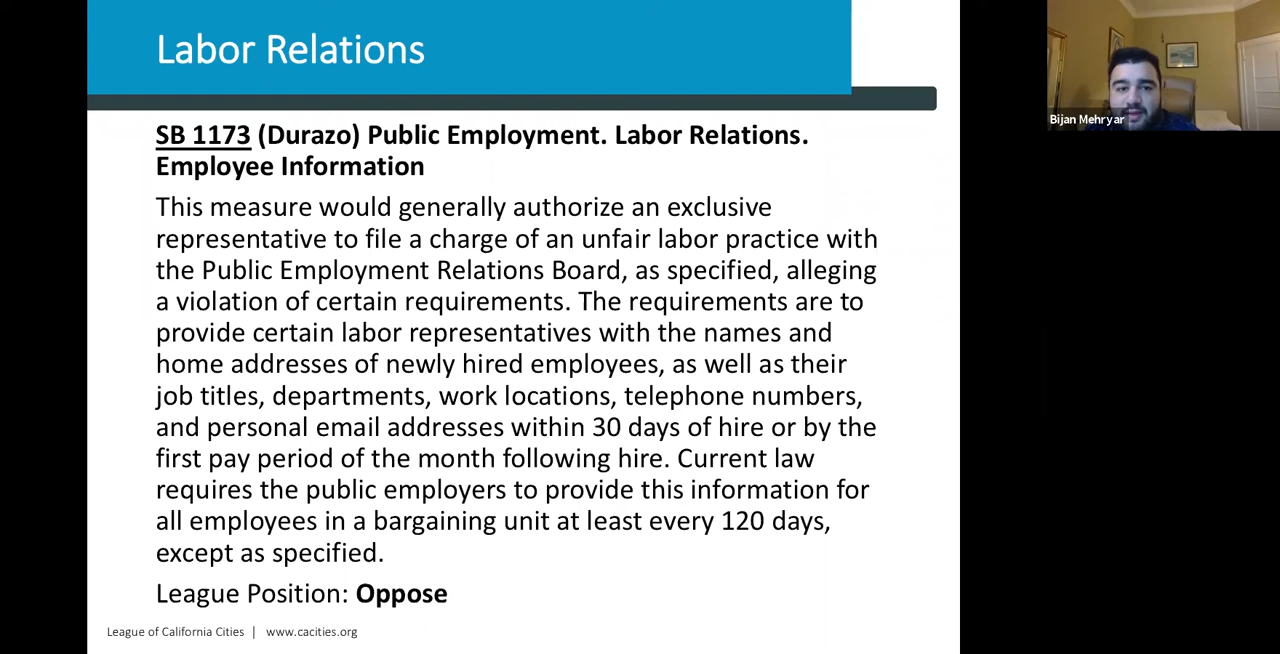 Labor Relations
SB 1173 (Durazo) Public Employment. Labor Relations.
Employee Information
This measure would generally authorize an exclusive
representative to file a charge of an unfair labor practice with
the Public Employment Relations Board, as specified, alleging
a violation of certain requirements. The requirements are to
provide certain labor representatives with the names and
home addresses of newly hired employees, as well as their
job titles, departments, work locations, telephone numbers,
and personal email addresses within 30 days of hire or by the
first pay period of the month following hire. Current law
requires the public employers to provide this information for
all employees in a bargaining unit at least every 120 days,
except as specified.
League Position: Oppose
League of California Cities | www.cacities.org
Bijan Mehryar